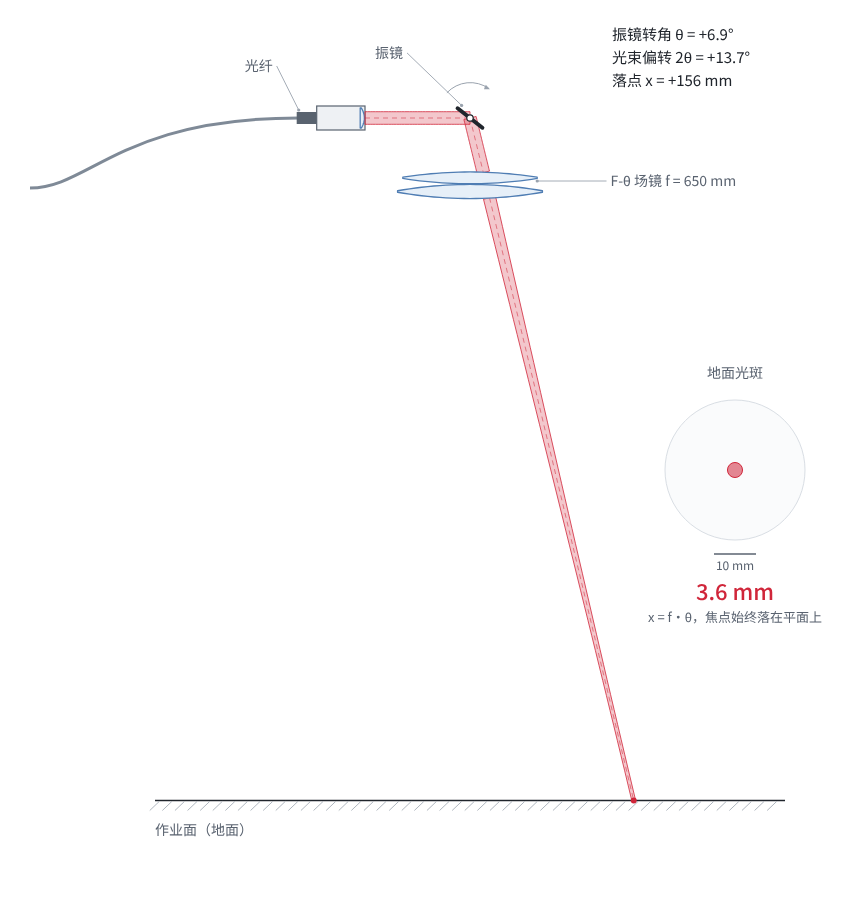 振镜转角 θ = +6.9°
光束偏转 2θ = +13.7°
落点 x = +156 mm
振镜
光纤
F-θ 场镜 f = 650 mm
地面光斑
10 mm
3.6 mm
x = f・θ，焦点始终落在平面上
作业面（地面）